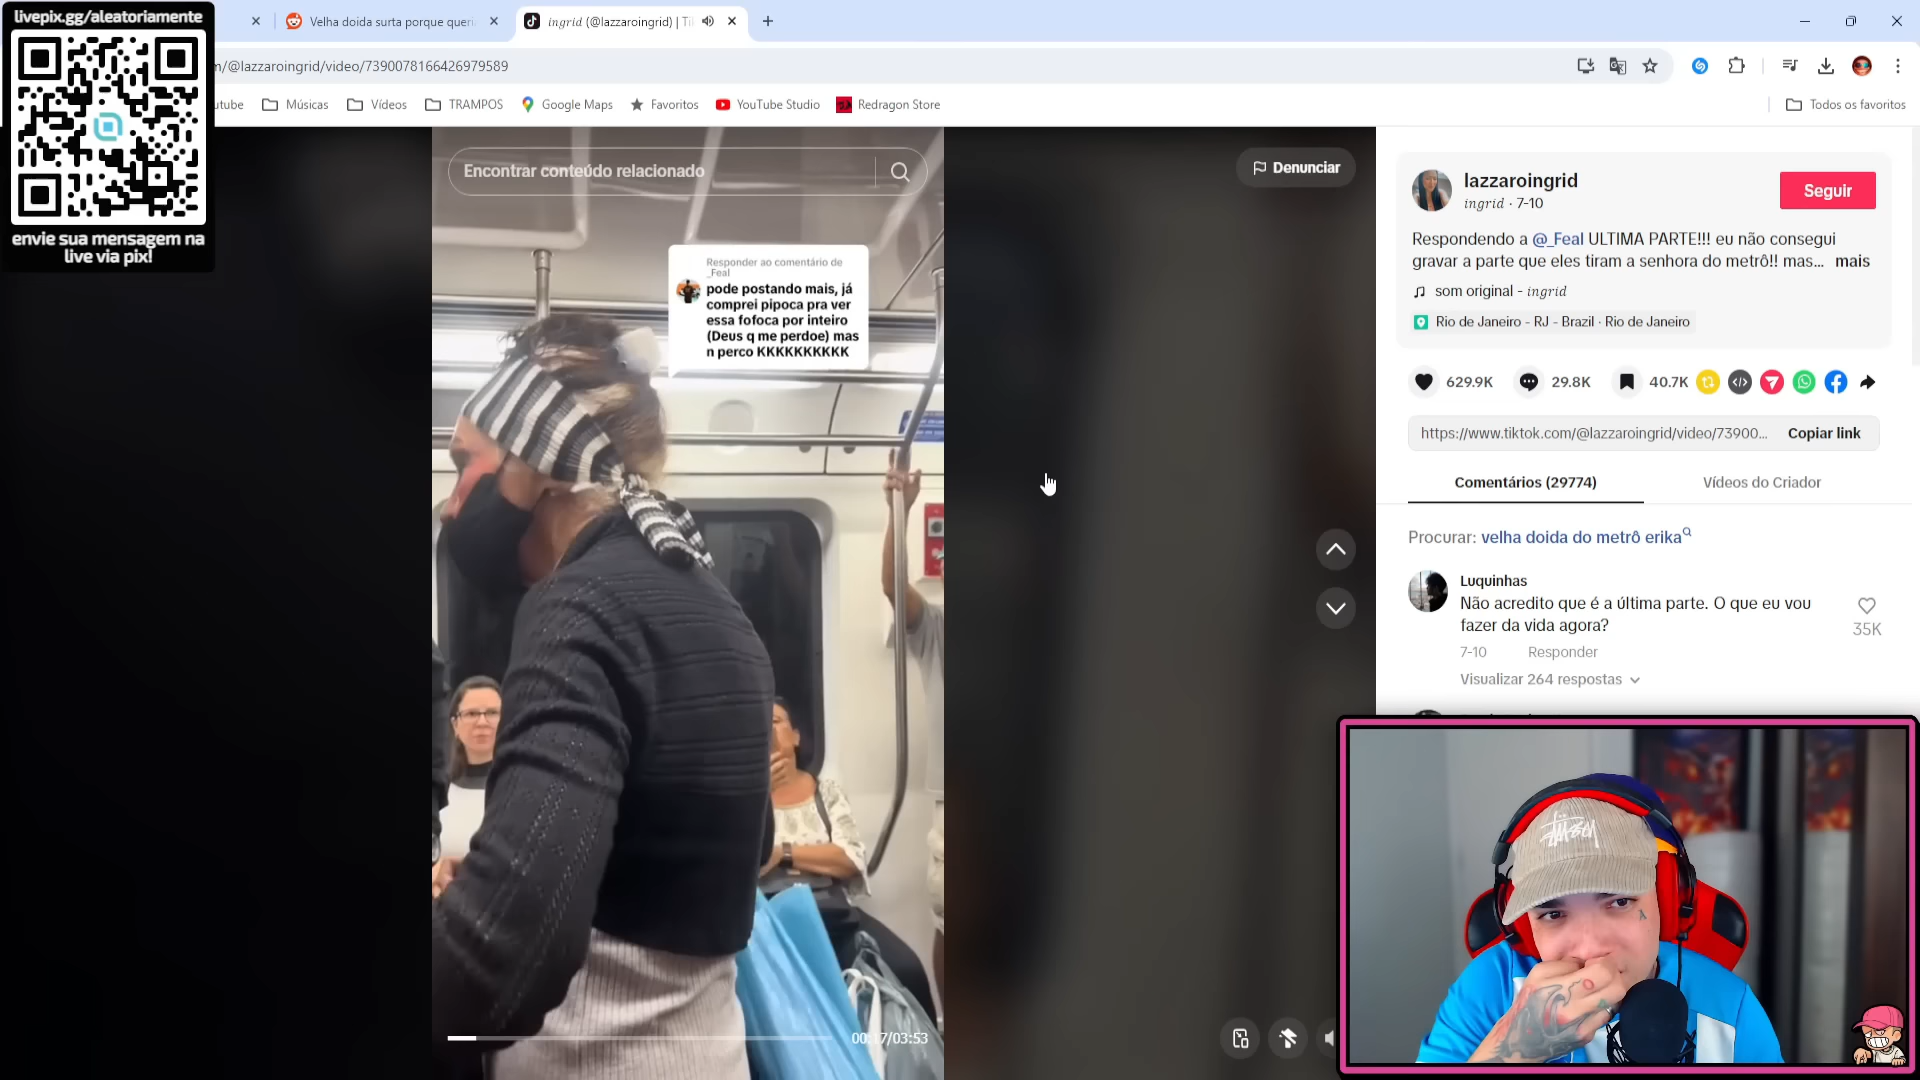 livepix.gg/aleatoriamente
envie sua mensagem na
live via pix!
Velha doida surta porque queri
ingrid (@lazzaroingrid) | Ti
/@lazzaroingrid/video/7390078166426979589
utube
Músicas
Vídeos
TRAMPOS
Google Maps
Favoritos
YouTube Studio
Redragon Store
Todos os favoritos
Encontrar conteúdo relacionado
Denunciar
Responder ao comentário de
_Feal
pode postando mais, já
comprei pipoca pra ver
essa fofoca por inteiro
(Deus q me perdoe) mas
n perco KKKKKKKKKK
00:17/03:53
lazzaroingrid
ingrid · 7-10
Seguir
Respondendo a @_Feal ULTIMA PARTE!!! eu não consegui
gravar a parte que eles tiram a senhora do metrô!! mas... mais
som original - ingrid
Rio de Janeiro - RJ - Brazil · Rio de Janeiro
629.9K
29.8K
40.7K
https://www.tiktok.com/@lazzaroingrid/video/73900...
Copiar link
Comentários (29774)
Vídeos do Criador
Procurar: velha doida do metrô erika
Luquinhas
Não acredito que é a última parte. O que eu vou
fazer da vida agora?
35K
7-10
Responder
Visualizar 264 respostas
STÜSSY